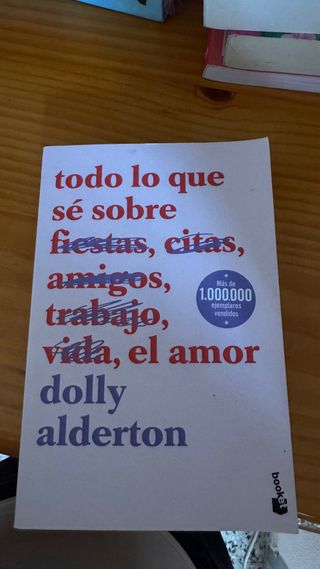 todo lo que
sé sobre
fiestas, citas,
amigos,
trabajo,
vida, el amor
Más de
1.000.000
ejemplares
vendidos
dolly
alderton
booket